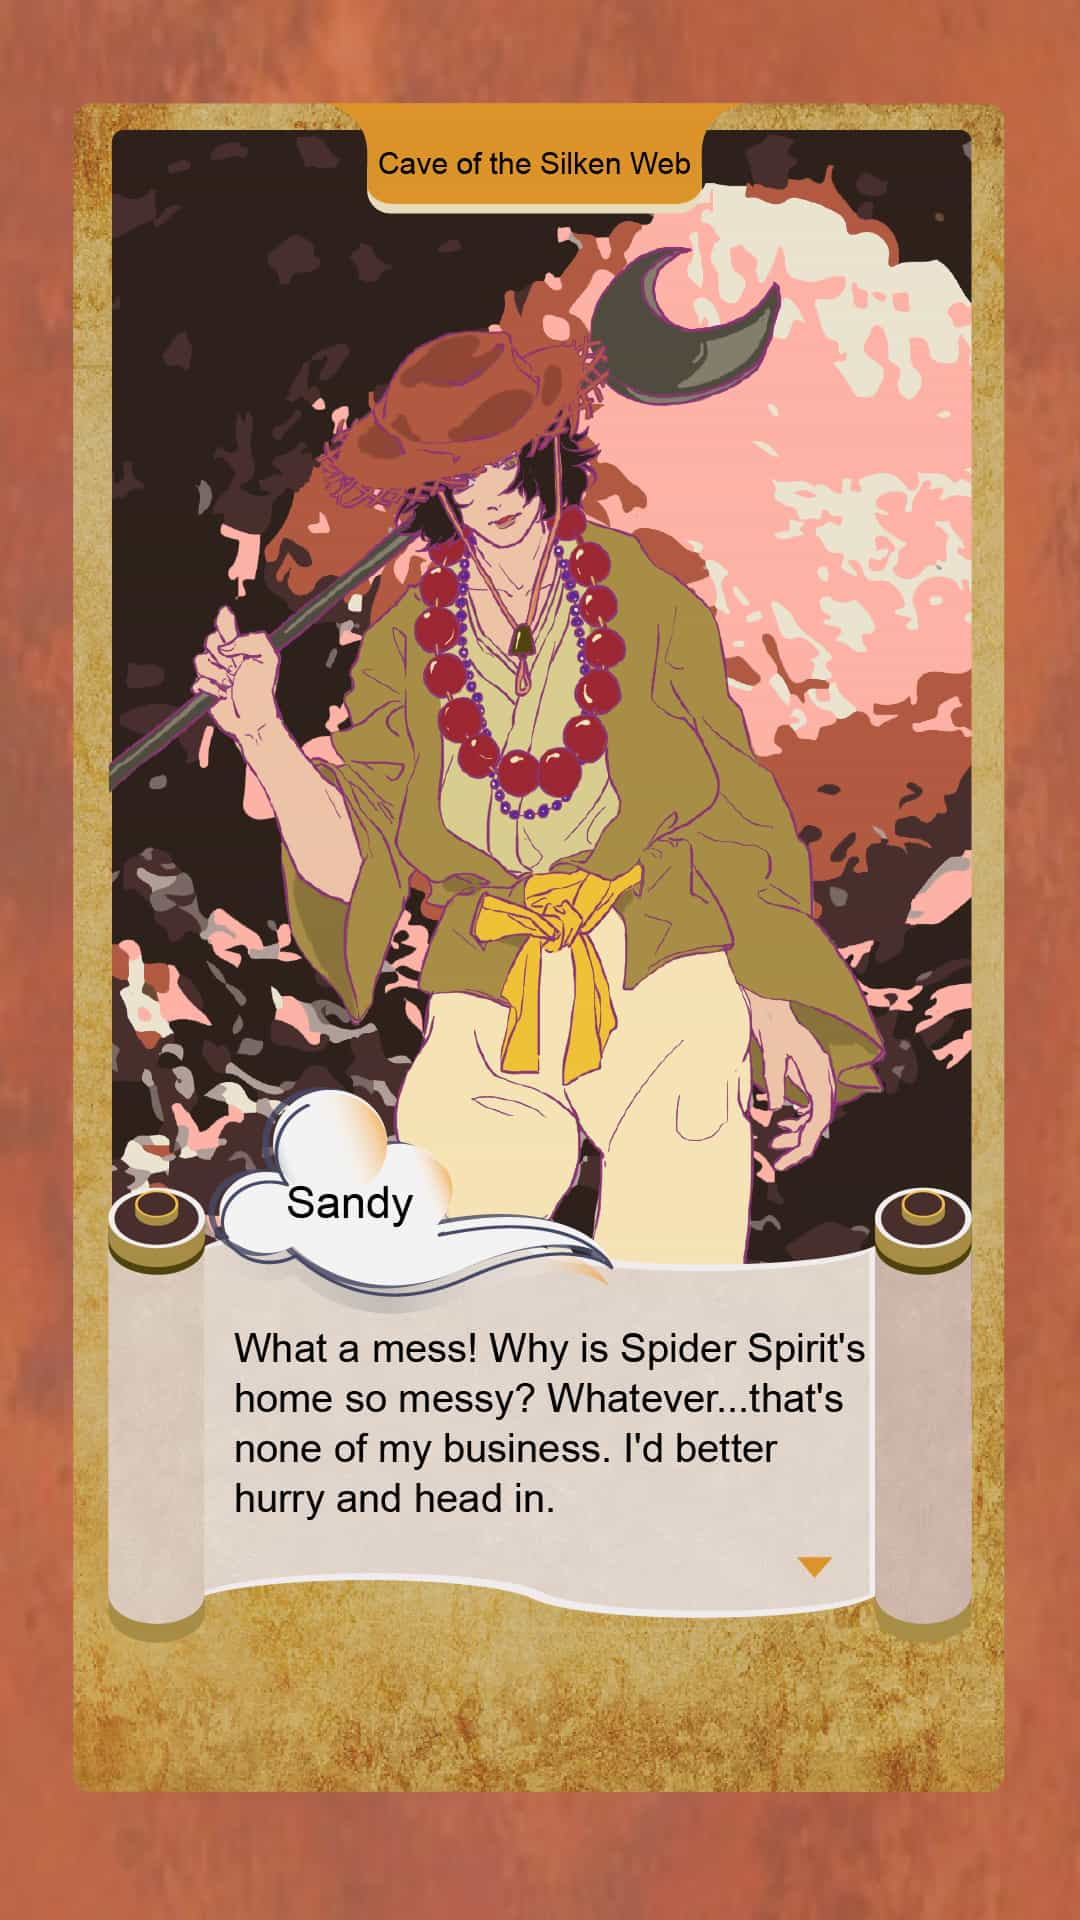 Cave of the Silken Web
Sandy
What a mess! Why is Spider Spirit's
home so messy? Whatever...that's
none of my business. I'd better
hurry and head in.